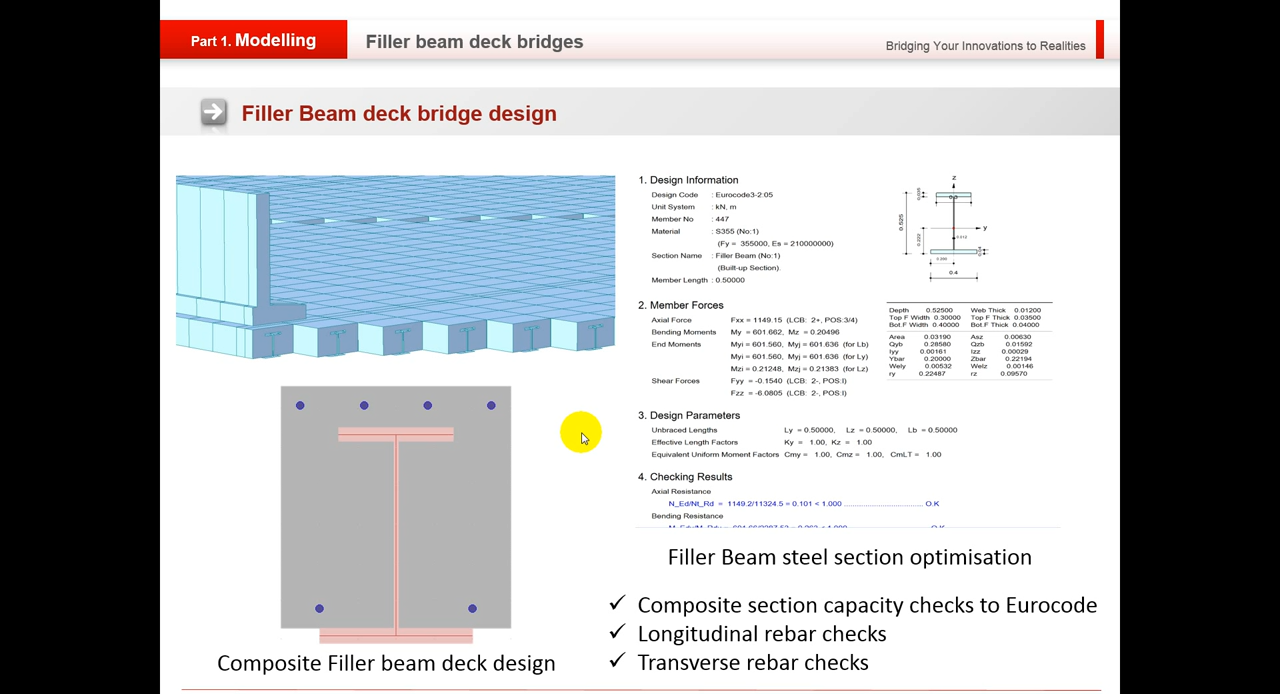 Part 1. Modelling
Filler beam deck bridges
Bridging Your Innovations to Realities
Filler Beam deck bridge design
1. Design Information
Design Code : Eurocode3-2:05
Unit System : kN, m
Member No : 447
Material : S355 (No:1)
(Fy = 355000, Es = 210000000)
Section Name : Filler Beam (No:1)
(Built-up Section).
Member Length : 0.50000
z
y
0.525
0.222
0.3
0.012
0.200
0.4
2. Member Forces
Axial Force Fxx = 1149.15 (LCB: 2+, POS:3/4)
Bending Moments My = 601.662, Mz = 0.20496
End Moments Myi = 601.560, Myj = 601.636 (for Lb)
Myi = 601.560, Myj = 601.636 (for Ly)
Mzi = 0.21248, Mzj = 0.21383 (for Lz)
Shear Forces Fyy = -0.1540 (LCB: 2-, POS:I)
Fzz = -6.0805 (LCB: 2-, POS:I)
Depth 0.52500 Web Thick 0.01200
Top F Width 0.30000 Top F Thick 0.03500
Bot.F Width 0.40000 Bot.F Thick 0.04000
Area 0.03190 Asz 0.00630
Qyb 0.28580 Qzb 0.01592
Iyy 0.00161 Izz 0.00029
Ybar 0.20000 Zbar 0.22194
Wely 0.00532 Welz 0.00146
ry 0.22487 rz 0.09570
3. Design Parameters
Unbraced Lengths Ly = 0.50000, Lz = 0.50000, Lb = 0.50000
Effective Length Factors Ky = 1.00, Kz = 1.00
Equivalent Uniform Moment Factors Cmy = 1.00, Cmz = 1.00, CmLT = 1.00
4. Checking Results
Axial Resistance
N_Ed/Nt_Rd = 1149.2/11324.5 = 0.101 < 1.000 ................................... O.K
Bending Resistance
Filler Beam steel section optimisation
✓ Composite section capacity checks to Eurocode
✓ Longitudinal rebar checks
✓ Transverse rebar checks
Composite Filler beam deck design